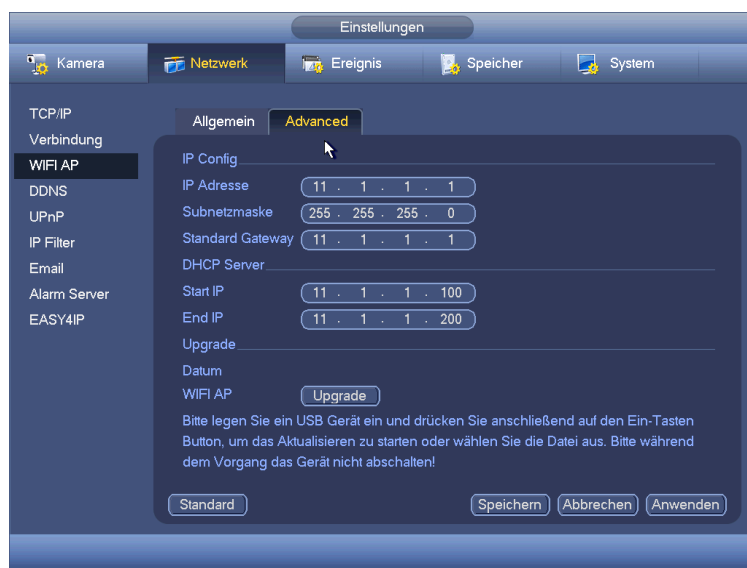 Einstellungen
Kamera Netzwerk Ereignis Speicher System
TCP/IP
Verbindung
WIFI AP
DDNS
UPnP
IP Filter
Email
Alarm Server
EASY4IP
Allgemein Advanced
IP Config
IP Adresse 11 . 1 . 1 . 1
Subnetzmaske 255 . 255 . 255 . 0
Standard Gateway 11 . 1 . 1 . 1
DHCP Server
Start IP 11 . 1 . 1 . 100
End IP 11 . 1 . 1 . 200
Upgrade
Datum
WIFI AP Upgrade
Bitte legen Sie ein USB Gerät ein und drücken Sie anschließend auf den Ein-Tasten
Button, um das Aktualisieren zu starten oder wählen Sie die Datei aus. Bitte während
dem Vorgang das Gerät nicht abschalten!
Standard Speichern Abbrechen Anwenden